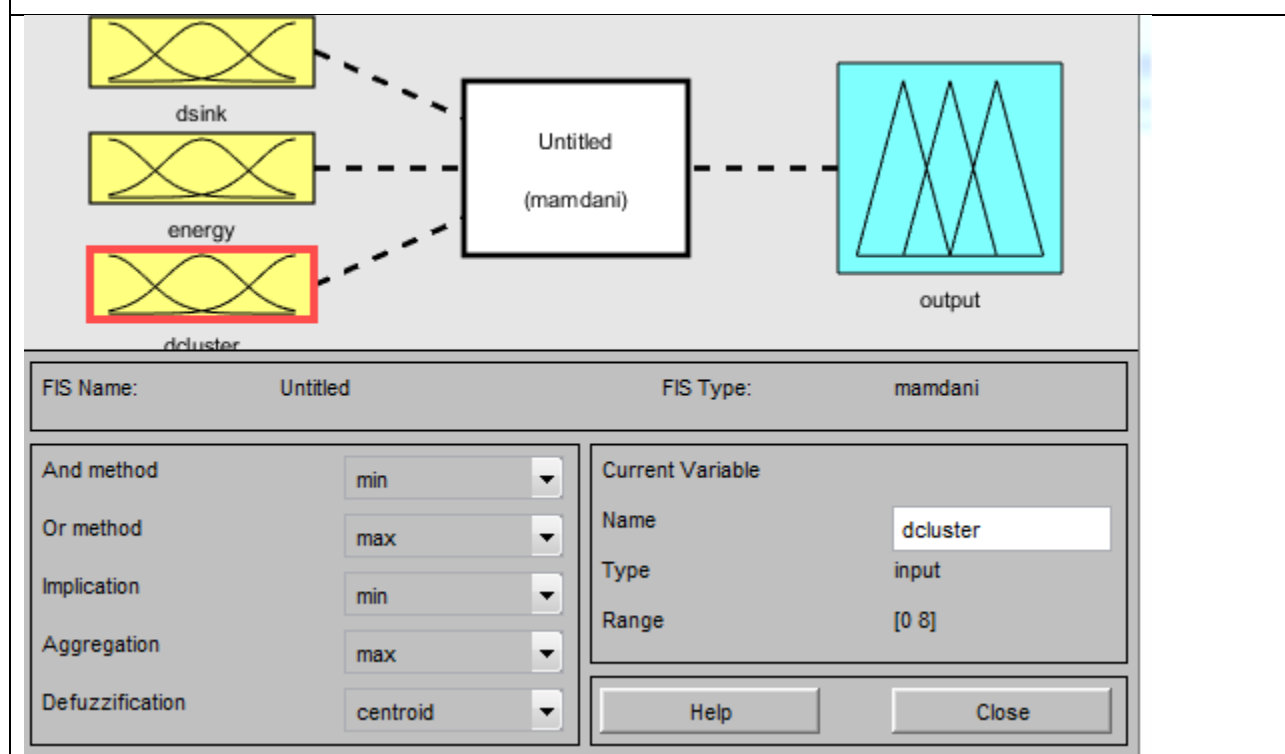 dsink
Untitled
(mamdani)
energy
dcluster
output
FIS Name: Untitled FIS Type: mamdani
And method min
Or method max
Implication min
Aggregation max
Defuzzification centroid
Current Variable
Name dcluster
Type input
Range [0 8]
Help Close